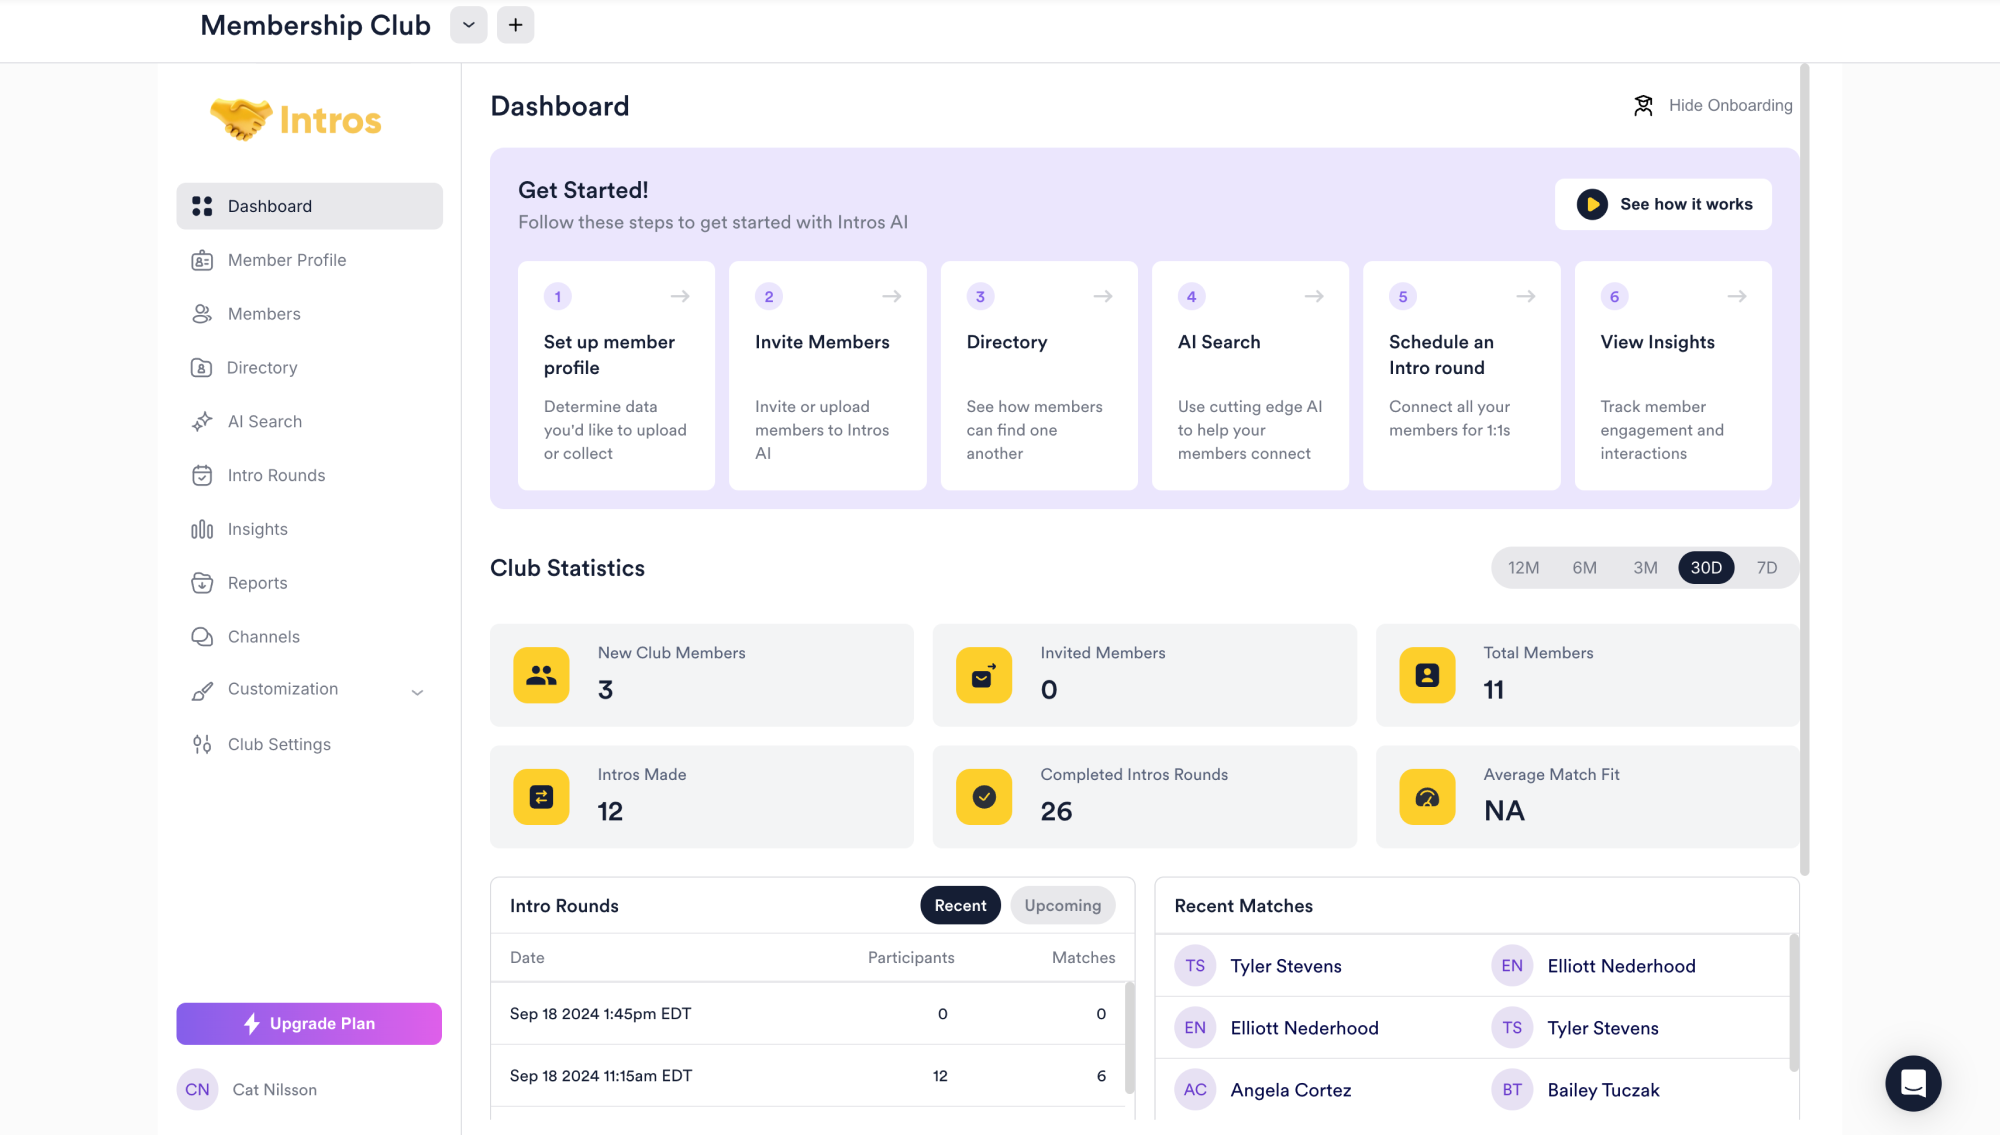 Membership Club
Intros
Dashboard
Member Profile
Members
Directory
AI Search
Intro Rounds
Insights
Reports
Channels
Customization
Club Settings
Upgrade Plan
CN Cat Nilsson
Dashboard
Hide Onboarding
Get Started!
Follow these steps to get started with Intros AI
See how it works
1
Set up member
profile
Determine data
you'd like to upload
or collect
2
Invite Members
Invite or upload
members to Intros
AI
3
Directory
See how members
can find one
another
4
AI Search
Use cutting edge AI
to help your
members connect
5
Schedule an
Intro round
Connect all your
members for 1:1s
6
View Insights
Track member
engagement and
interactions
Club Statistics
12M 6M 3M 30D 7D
New Club Members
3
Invited Members
0
Total Members
11
Intros Made
12
Completed Intros Rounds
26
Average Match Fit
NA
Intro Rounds Recent Upcoming
Date Participants Matches
Sep 18 2024 1:45pm EDT 0 0
Sep 18 2024 11:15am EDT 12 6
Recent Matches
TS Tyler Stevens EN Elliott Nederhood
EN Elliott Nederhood TS Tyler Stevens
AC Angela Cortez BT Bailey Tuczak